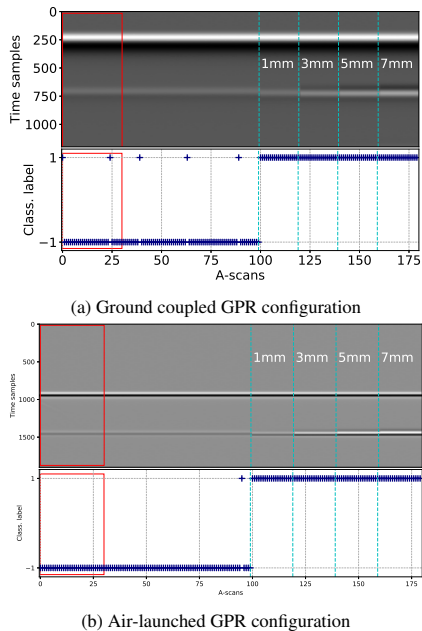 0
250
500
750
1000
Time samples
1mm 3mm 5mm 7mm
1
−1
Class. label
0 25 50 75 100 125 150 175
A-scans
(a) Ground coupled GPR configuration
0
500
1000
1500
Time samples
1mm 3mm 5mm 7mm
1
−1
Class. label
0 25 50 75 100 125 150 175
A-scans
(b) Air-launched GPR configuration